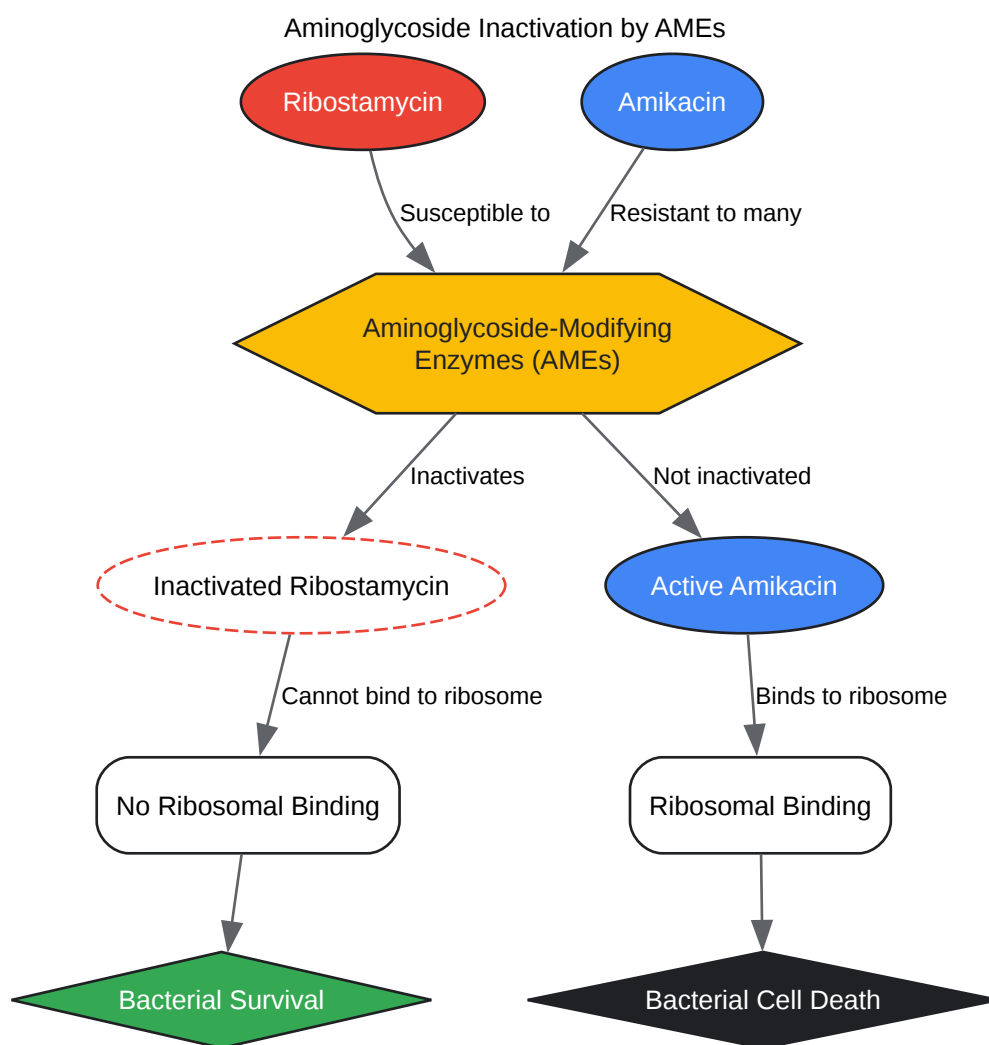 Aminoglycoside Inactivation by AMEs
Ribostamycin
Amikacin
Susceptible to
Resistant to many
Aminoglycoside-Modifying
Enzymes (AMEs)
Inactivates
Not inactivated
Inactivated Ribostamycin
Active Amikacin
Cannot bind to ribosome
Binds to ribosome
No Ribosomal Binding
Ribosomal Binding
Bacterial Survival
Bacterial Cell Death